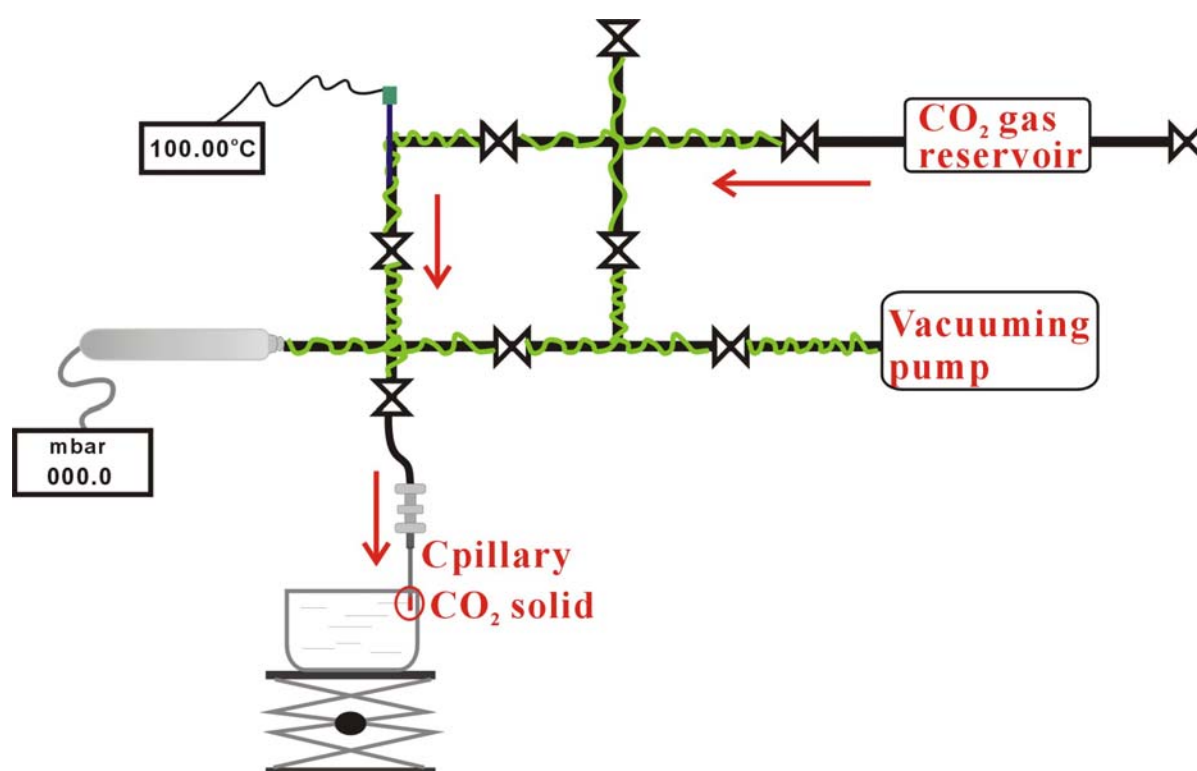 100.00°C
CO₂ gas
reservoir
Vacuuming
pump
mbar
000.0
Cpillary
CO₂ solid